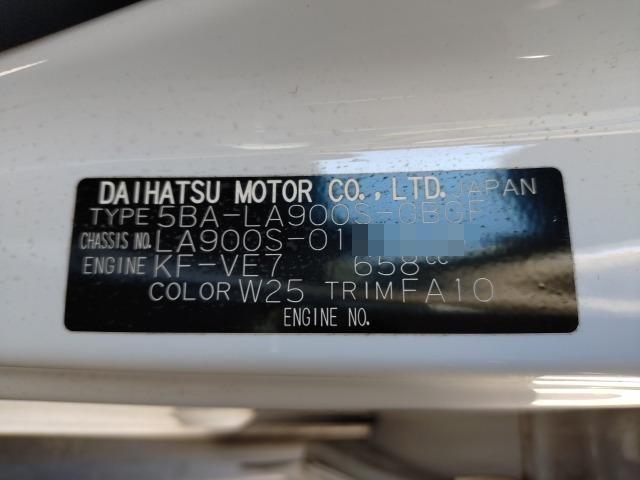 DAIHATSU MOTOR CO., LTD. JAPAN
TYPE 5BA-LA900S-GBQF
CHASSIS NO. LA900S-01
ENGINE KF-VE7 658cc
COLOR W25 TRIM FA10
ENGINE NO.